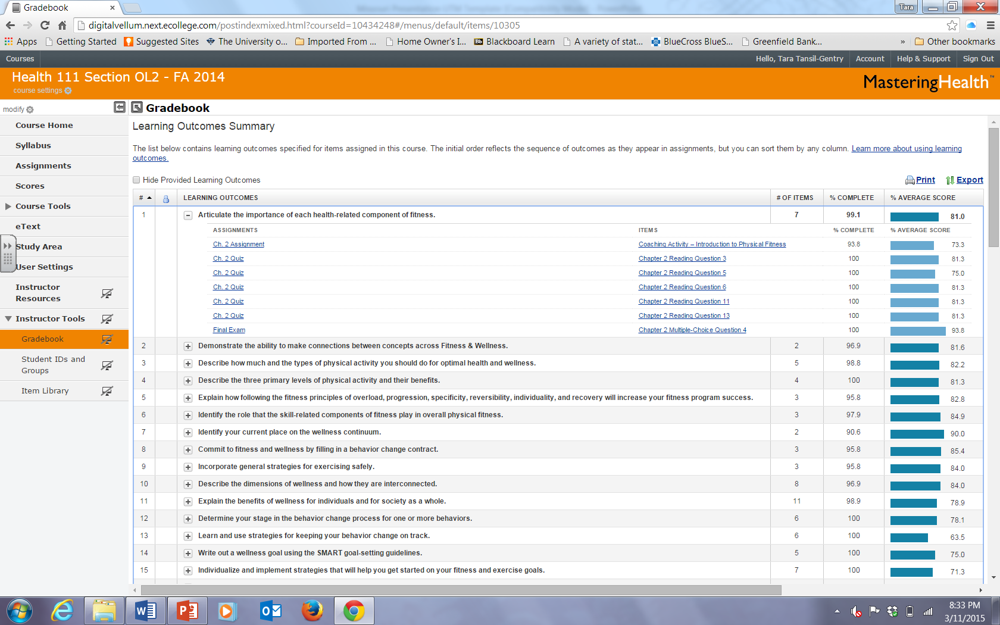 Gradebook
Tara
digitalvellum.next.ecollege.com/postindexmixed.html?courseId=10434248#/menus/default/items/10305
Apps Getting Started Suggested Sites The University o... Imported From ... Home Owner's I... Bb Blackboard Learn A variety of stat... BlueCross BlueS... Greenfield Bank... » Other bookmarks
Courses Hello, Tara Tansil-Gentry Account Help & Support Sign Out
Health 111 Section OL2 - FA 2014
course settings
MasteringHealth™
modify
Gradebook
Course Home
Syllabus
Assignments
Scores
Course Tools
eText
Study Area
User Settings
Instructor
Resources
Instructor Tools
Gradebook
Student IDs and
Groups
Item Library
Learning Outcomes Summary
The list below contains learning outcomes specified for items assigned in this course. The initial order reflects the sequence of outcomes as they appear in assignments, but you can sort them by any column. Learn more about using learning
outcomes.
Hide Provided Learning Outcomes
Print Export
# LEARNING OUTCOMES # OF ITEMS % COMPLETE % AVERAGE SCORE
1 Articulate the importance of each health-related component of fitness. 7 99.1 81.0
ASSIGNMENTS ITEMS % COMPLETE % AVERAGE SCORE
Ch. 2 Assignment Coaching Activity – Introduction to Physical Fitness 93.8 73.3
Ch. 2 Quiz Chapter 2 Reading Question 3 100 81.3
Ch. 2 Quiz Chapter 2 Reading Question 5 100 75.0
Ch. 2 Quiz Chapter 2 Reading Question 6 100 81.3
Ch. 2 Quiz Chapter 2 Reading Question 11 100 81.3
Ch. 2 Quiz Chapter 2 Reading Question 13 100 81.3
Final Exam Chapter 2 Multiple-Choice Question 4 100 93.8
2 Demonstrate the ability to make connections between concepts across Fitness & Wellness. 2 96.9 81.6
3 Describe how much and the types of physical activity you should do for optimal health and wellness. 5 98.8 82.2
4 Describe the three primary levels of physical activity and their benefits. 4 100 81.3
5 Explain how following the fitness principles of overload, progression, specificity, reversibility, individuality, and recovery will increase your fitness program success. 3 95.8 82.8
6 Identify the role that the skill-related components of fitness play in overall physical fitness. 3 97.9 84.9
7 Identify your current place on the wellness continuum. 2 90.6 90.0
8 Commit to fitness and wellness by filling in a behavior change contract. 3 95.8 85.4
9 Incorporate general strategies for exercising safely. 3 95.8 84.0
10 Describe the dimensions of wellness and how they are interconnected. 8 96.9 84.0
11 Explain the benefits of wellness for individuals and for society as a whole. 11 98.9 78.9
12 Determine your stage in the behavior change process for one or more behaviors. 6 100 78.1
13 Learn and use strategies for keeping your behavior change on track. 6 100 63.5
14 Write out a wellness goal using the SMART goal-setting guidelines. 5 100 75.0
15 Individualize and implement strategies that will help you get started on your fitness and exercise goals. 7 100 71.3
8:33 PM
3/11/2015